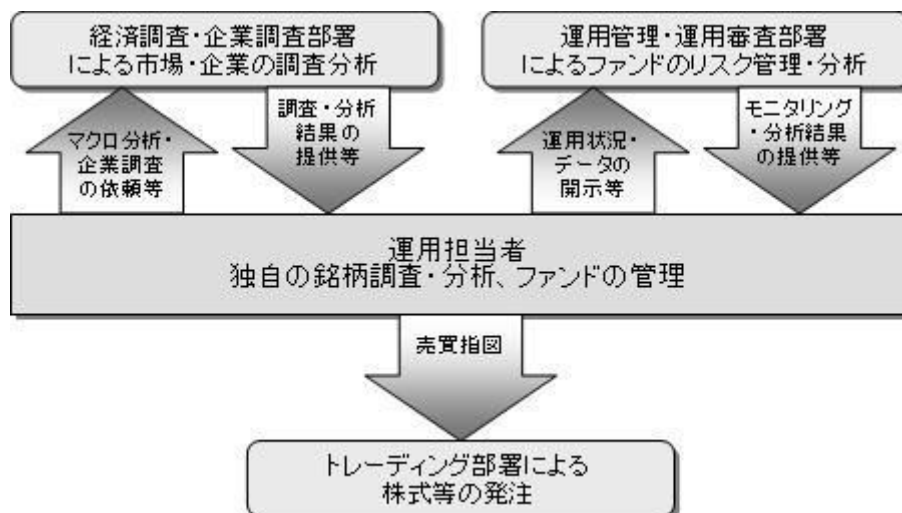 経済調査・企業調査部署
による市場・企業の調査分析
運用管理・運用審査部署
によるファンドのリスク管理・分析
マクロ分析・
企業調査
の依頼等
調査・分析
結果の
提供等
運用状況・
データの
開示等
モニタリング
・分析結果
の提供等
運用担当者
独自の銘柄調査・分析、ファンドの管理
売買指図
トレーディング部署による
株式等の発注